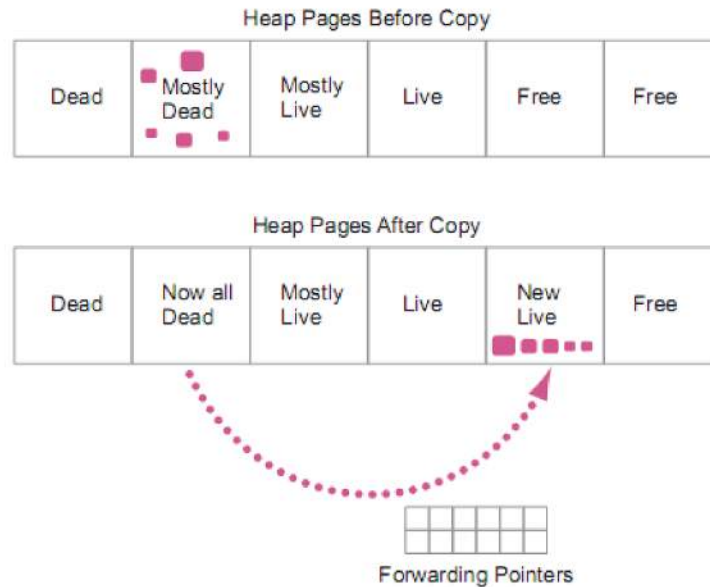 Heap Pages Before Copy
Dead
Mostly
Dead
Mostly
Live
Live
Free
Free
Heap Pages After Copy
Dead
Now all
Dead
Mostly
Live
Live
New
Live
Free
Forwarding Pointers